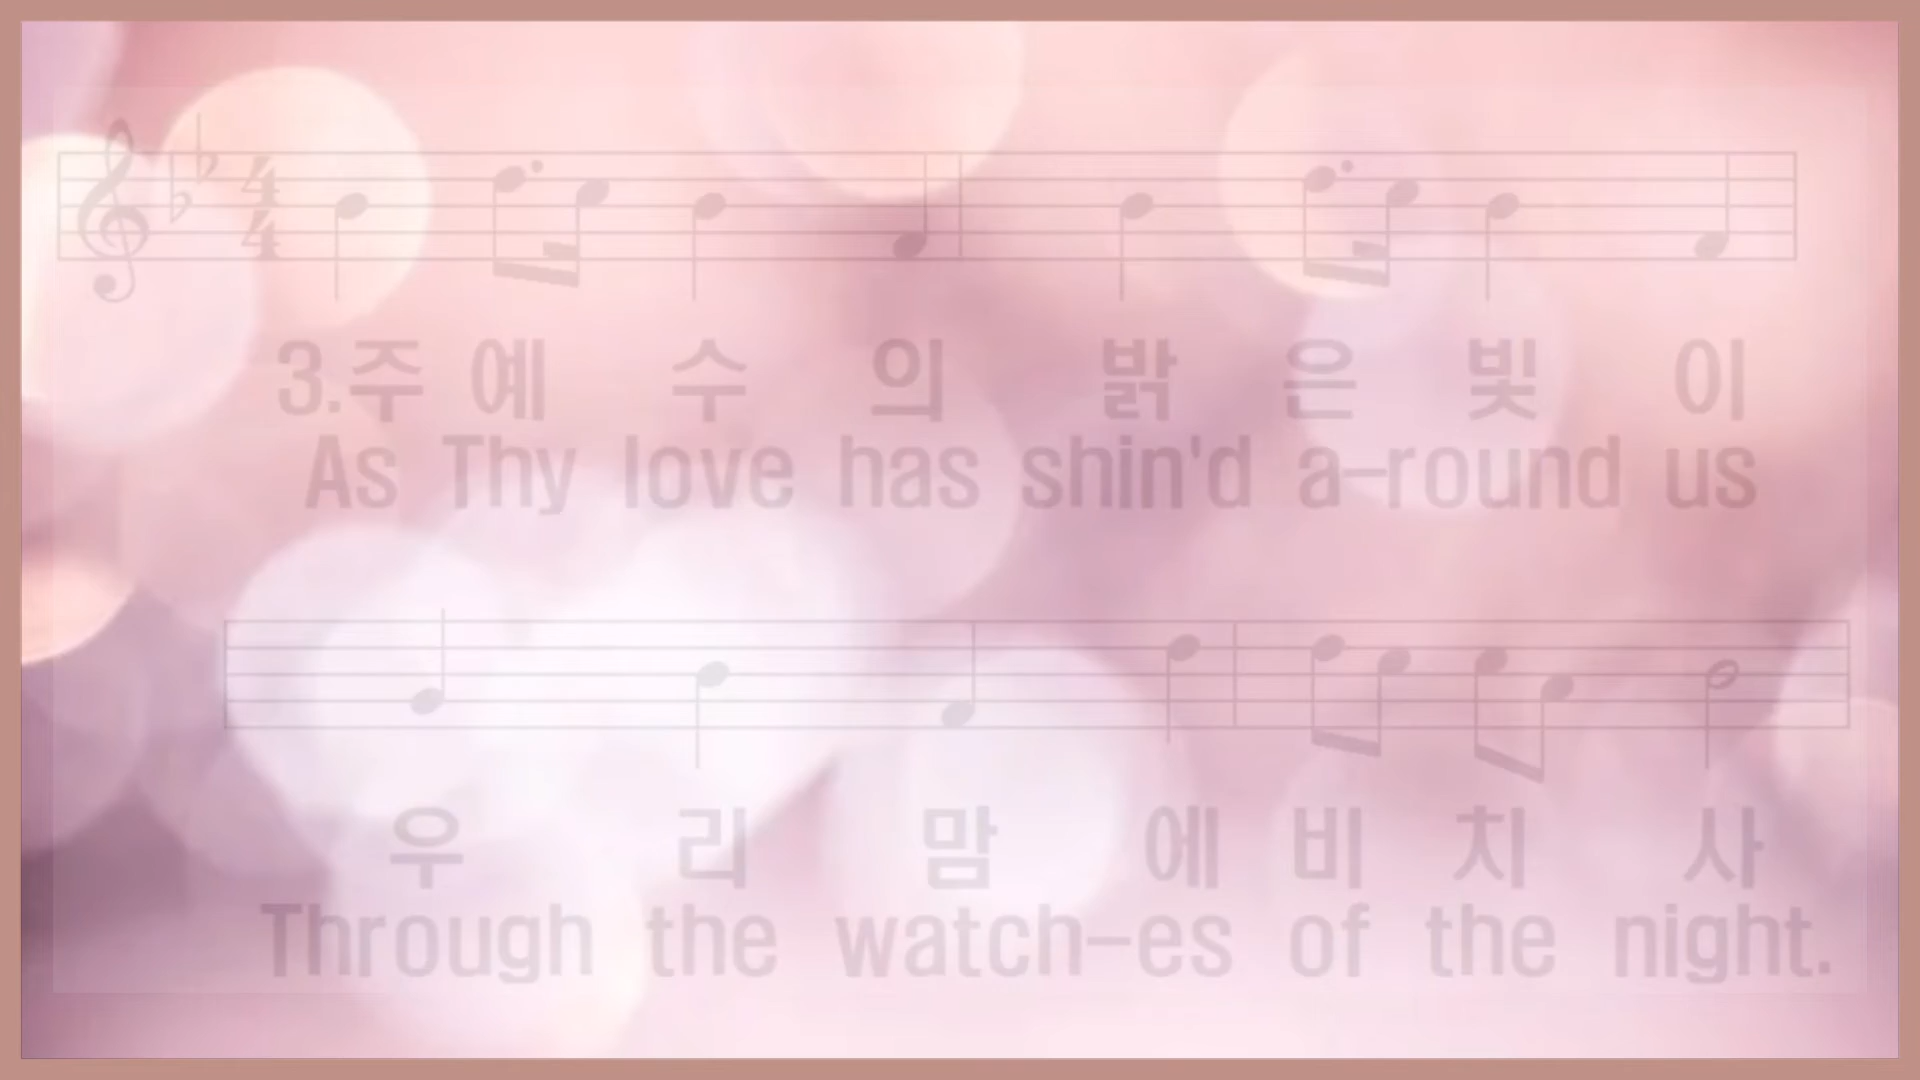 3.주 예 수 의 밝 은 빛 이
As Thy love has shin'd a-round us
우 리 맘 에 비 치 사
Through the watch-es of the night.